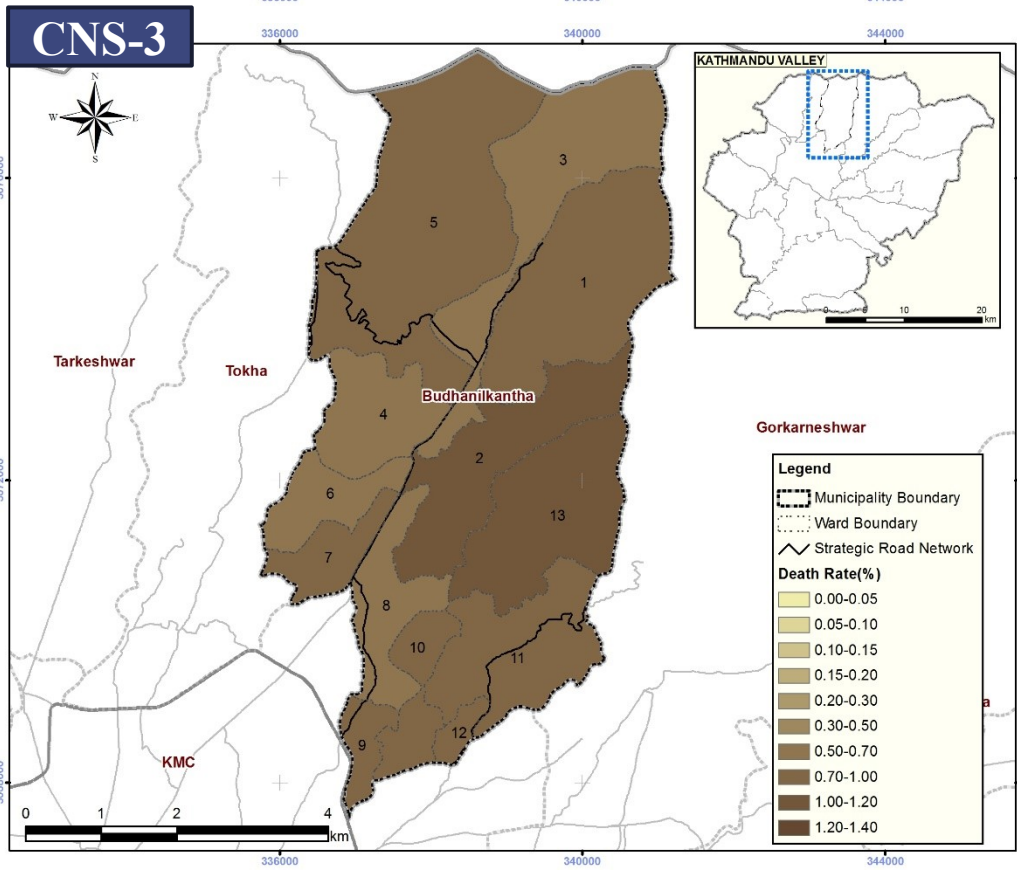 CNS-3
336000
340000
344000
KATHMANDU VALLEY
N
W E
S
0 5 10 20
km
3
5
1
Tarkeshwar
Tokha
Budhanilkantha
4
Gorkarneshwar
2
6
13
7
8
10
11
12
9
KMC
a
Legend
Municipality Boundary
Ward Boundary
Strategic Road Network
Death Rate(%)
0.00-0.05
0.05-0.10
0.10-0.15
0.15-0.20
0.20-0.30
0.30-0.50
0.50-0.70
0.70-1.00
1.00-1.20
1.20-1.40
0 1 2 4
km
336000
340000
344000